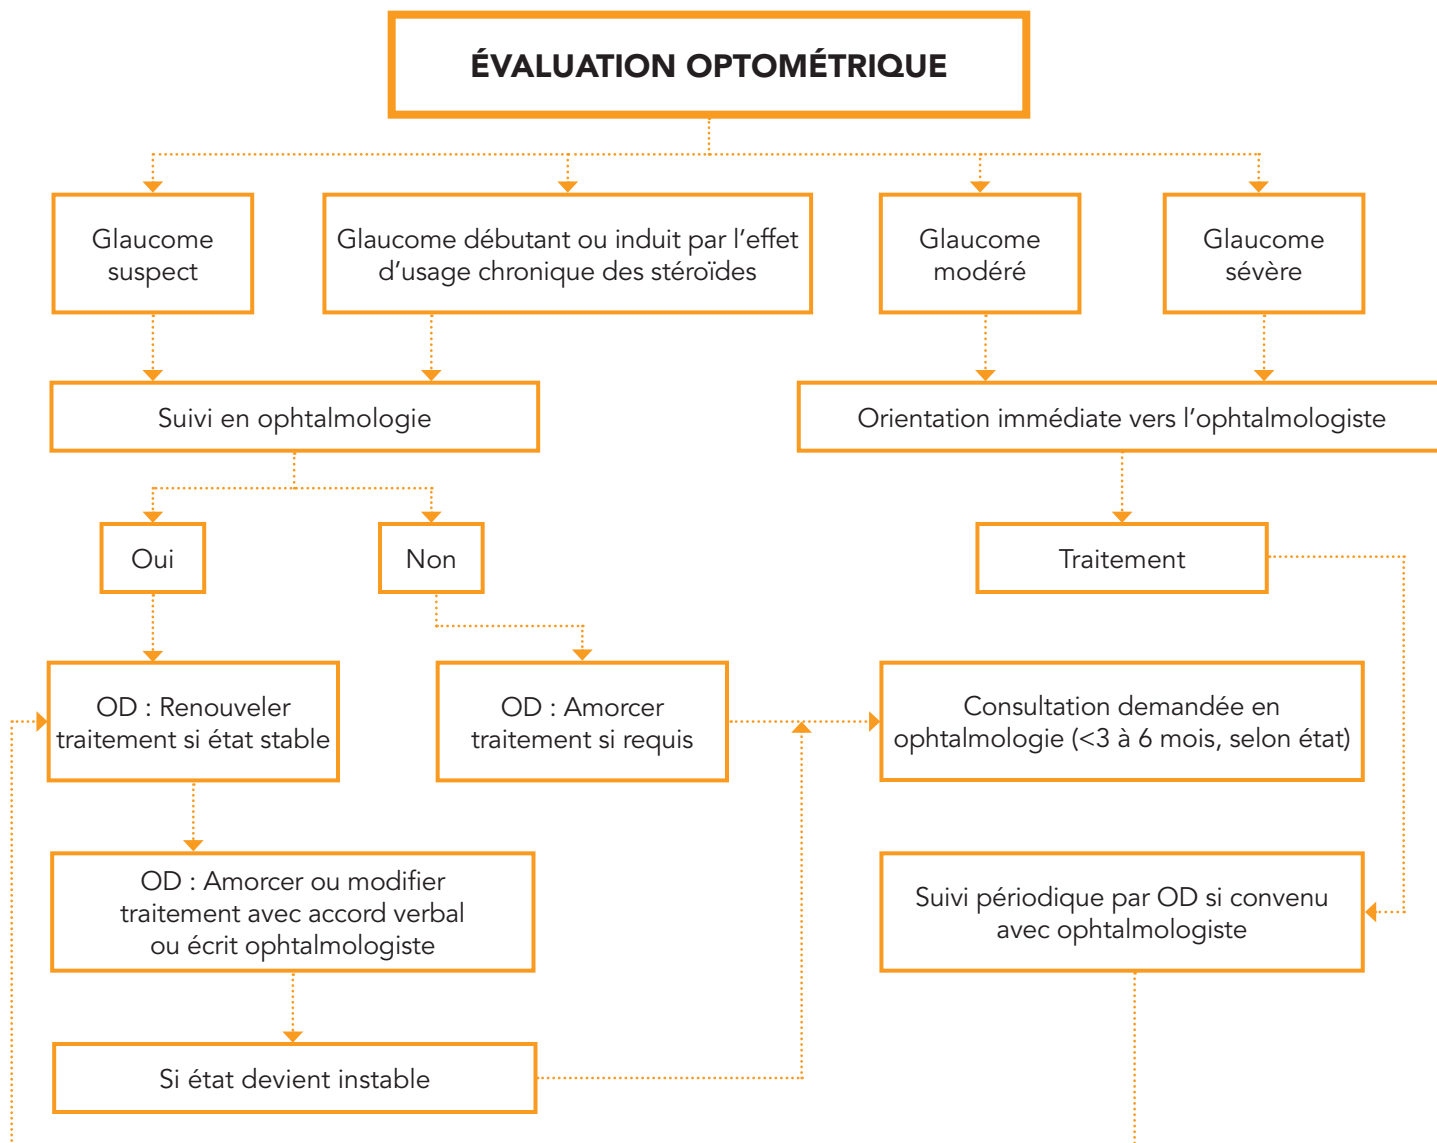 ÉVALUATION OPTOMÉTRIQUE
Glaucome
suspect
Glaucome débutant ou induit par l'effet
d'usage chronique des stéroïdes
Glaucome
modéré
Glaucome
sévère
Suivi en ophtalmologie
Orientation immédiate vers l'ophtalmologiste
Oui
Non
Traitement
OD : Renouveler
traitement si état stable
OD : Amorcer
traitement si requis
Consultation demandée en
ophtalmologie (<3 à 6 mois, selon état)
OD : Amorcer ou modifier
traitement avec accord verbal
ou écrit ophtalmologiste
Suivi périodique par OD si convenu
avec ophtalmologiste
Si état devient instable